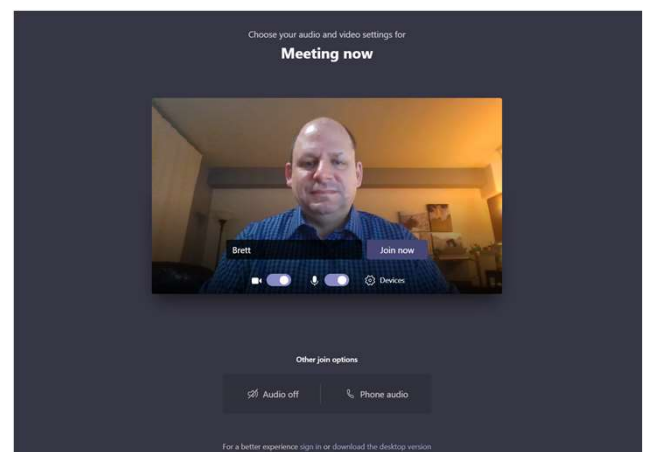 Choose your audio and video settings for
Meeting now
Brett
Join now
Devices
Other join options
Audio off
Phone audio
For a better experience sign in or download the desktop version